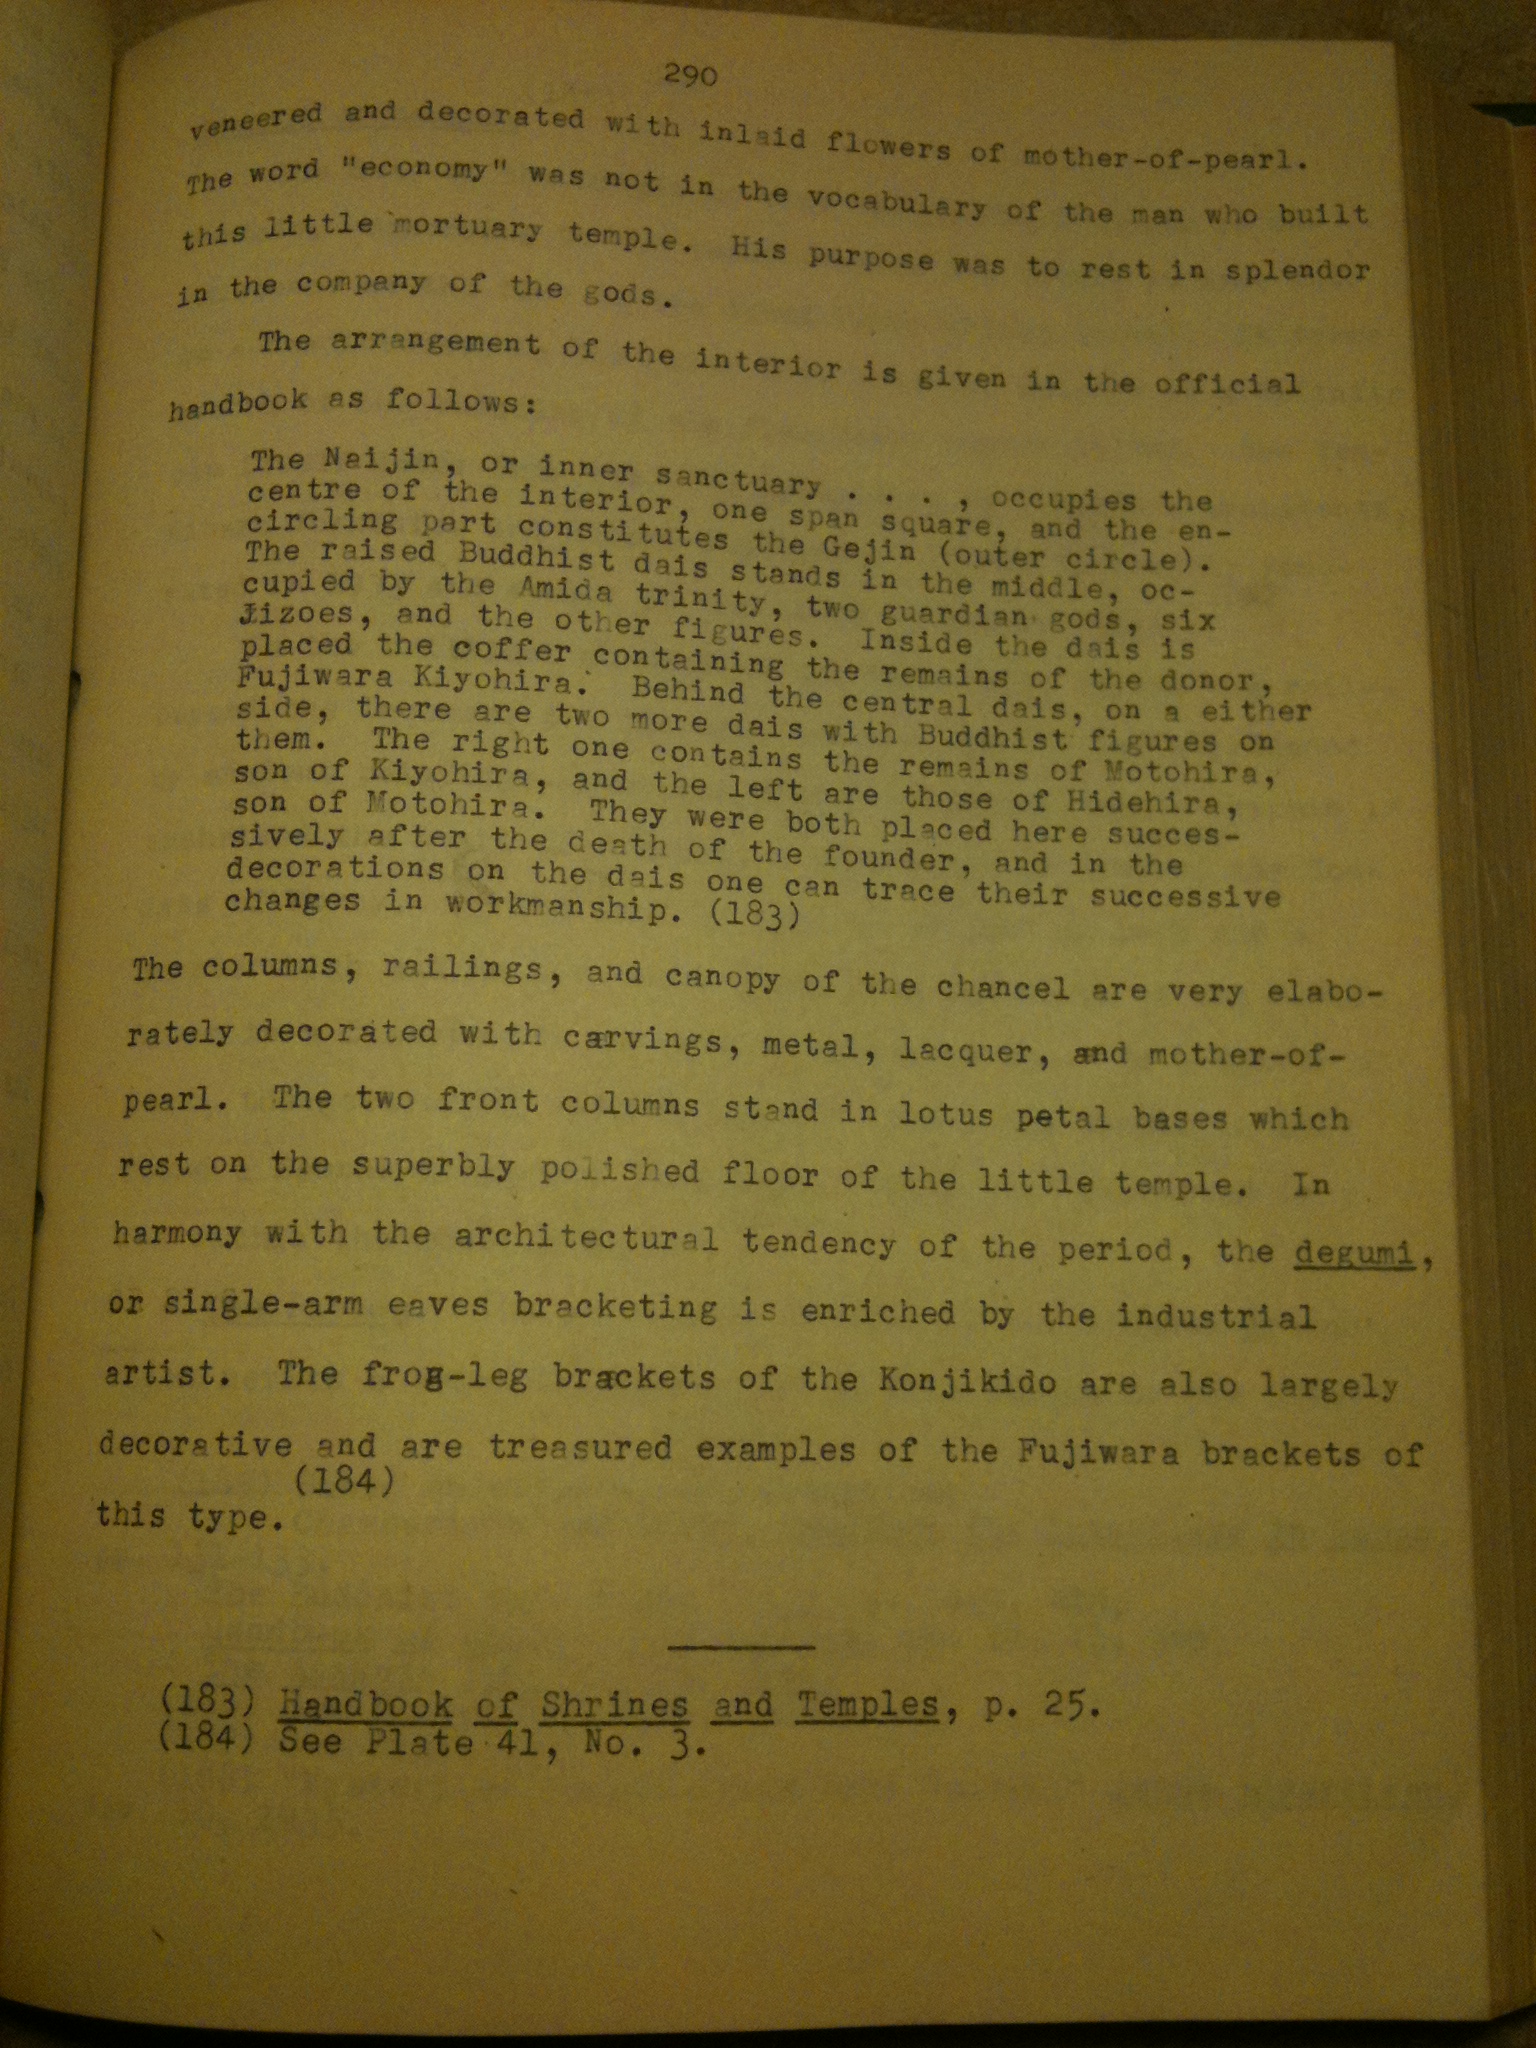 290
veneered and decorated with inlaid flowers of mother-of-pearl.
The word "economy" was not in the vocabulary of the man who built
this little mortuary temple. His purpose was to rest in splendor
in the company of the gods.
The arrangement of the interior is given in the official
handbook as follows:
The Naijin, or inner sanctuary . . . , occupies the
centre of the interior, one span square, and the en-
circling part constitutes the Gejin (outer circle).
The raised Buddhist dais stands in the middle, oc-
cupied by the Amida trinity, two guardian gods, six
Jizoes, and the other figures. Inside the dais is
placed the coffer containing the remains of the donor,
Fujiwara Kiyohira. Behind the central dais, on a either
side, there are two more dais with Buddhist figures on
them. The right one contains the remains of Motohira,
son of Kiyohira, and the left are those of Hidehira,
son of Motohira. They were both placed here succes-
sively after the death of the founder, and in the
decorations on the dais one can trace their successive
changes in workmanship. (183)
The columns, railings, and canopy of the chancel are very elabo-
rately decorated with carvings, metal, lacquer, and mother-of-
pearl. The two front columns stand in lotus petal bases which
rest on the superbly polished floor of the little temple. In
harmony with the architectural tendency of the period, the degumi,
or single-arm eaves bracketing is enriched by the industrial
artist. The frog-leg brackets of the Konjikido are also largely
decorative and are treasured examples of the Fujiwara brackets of
(184)
this type.
(183) Handbook of Shrines and Temples, p. 25.
(184) See Plate 41, No. 3.